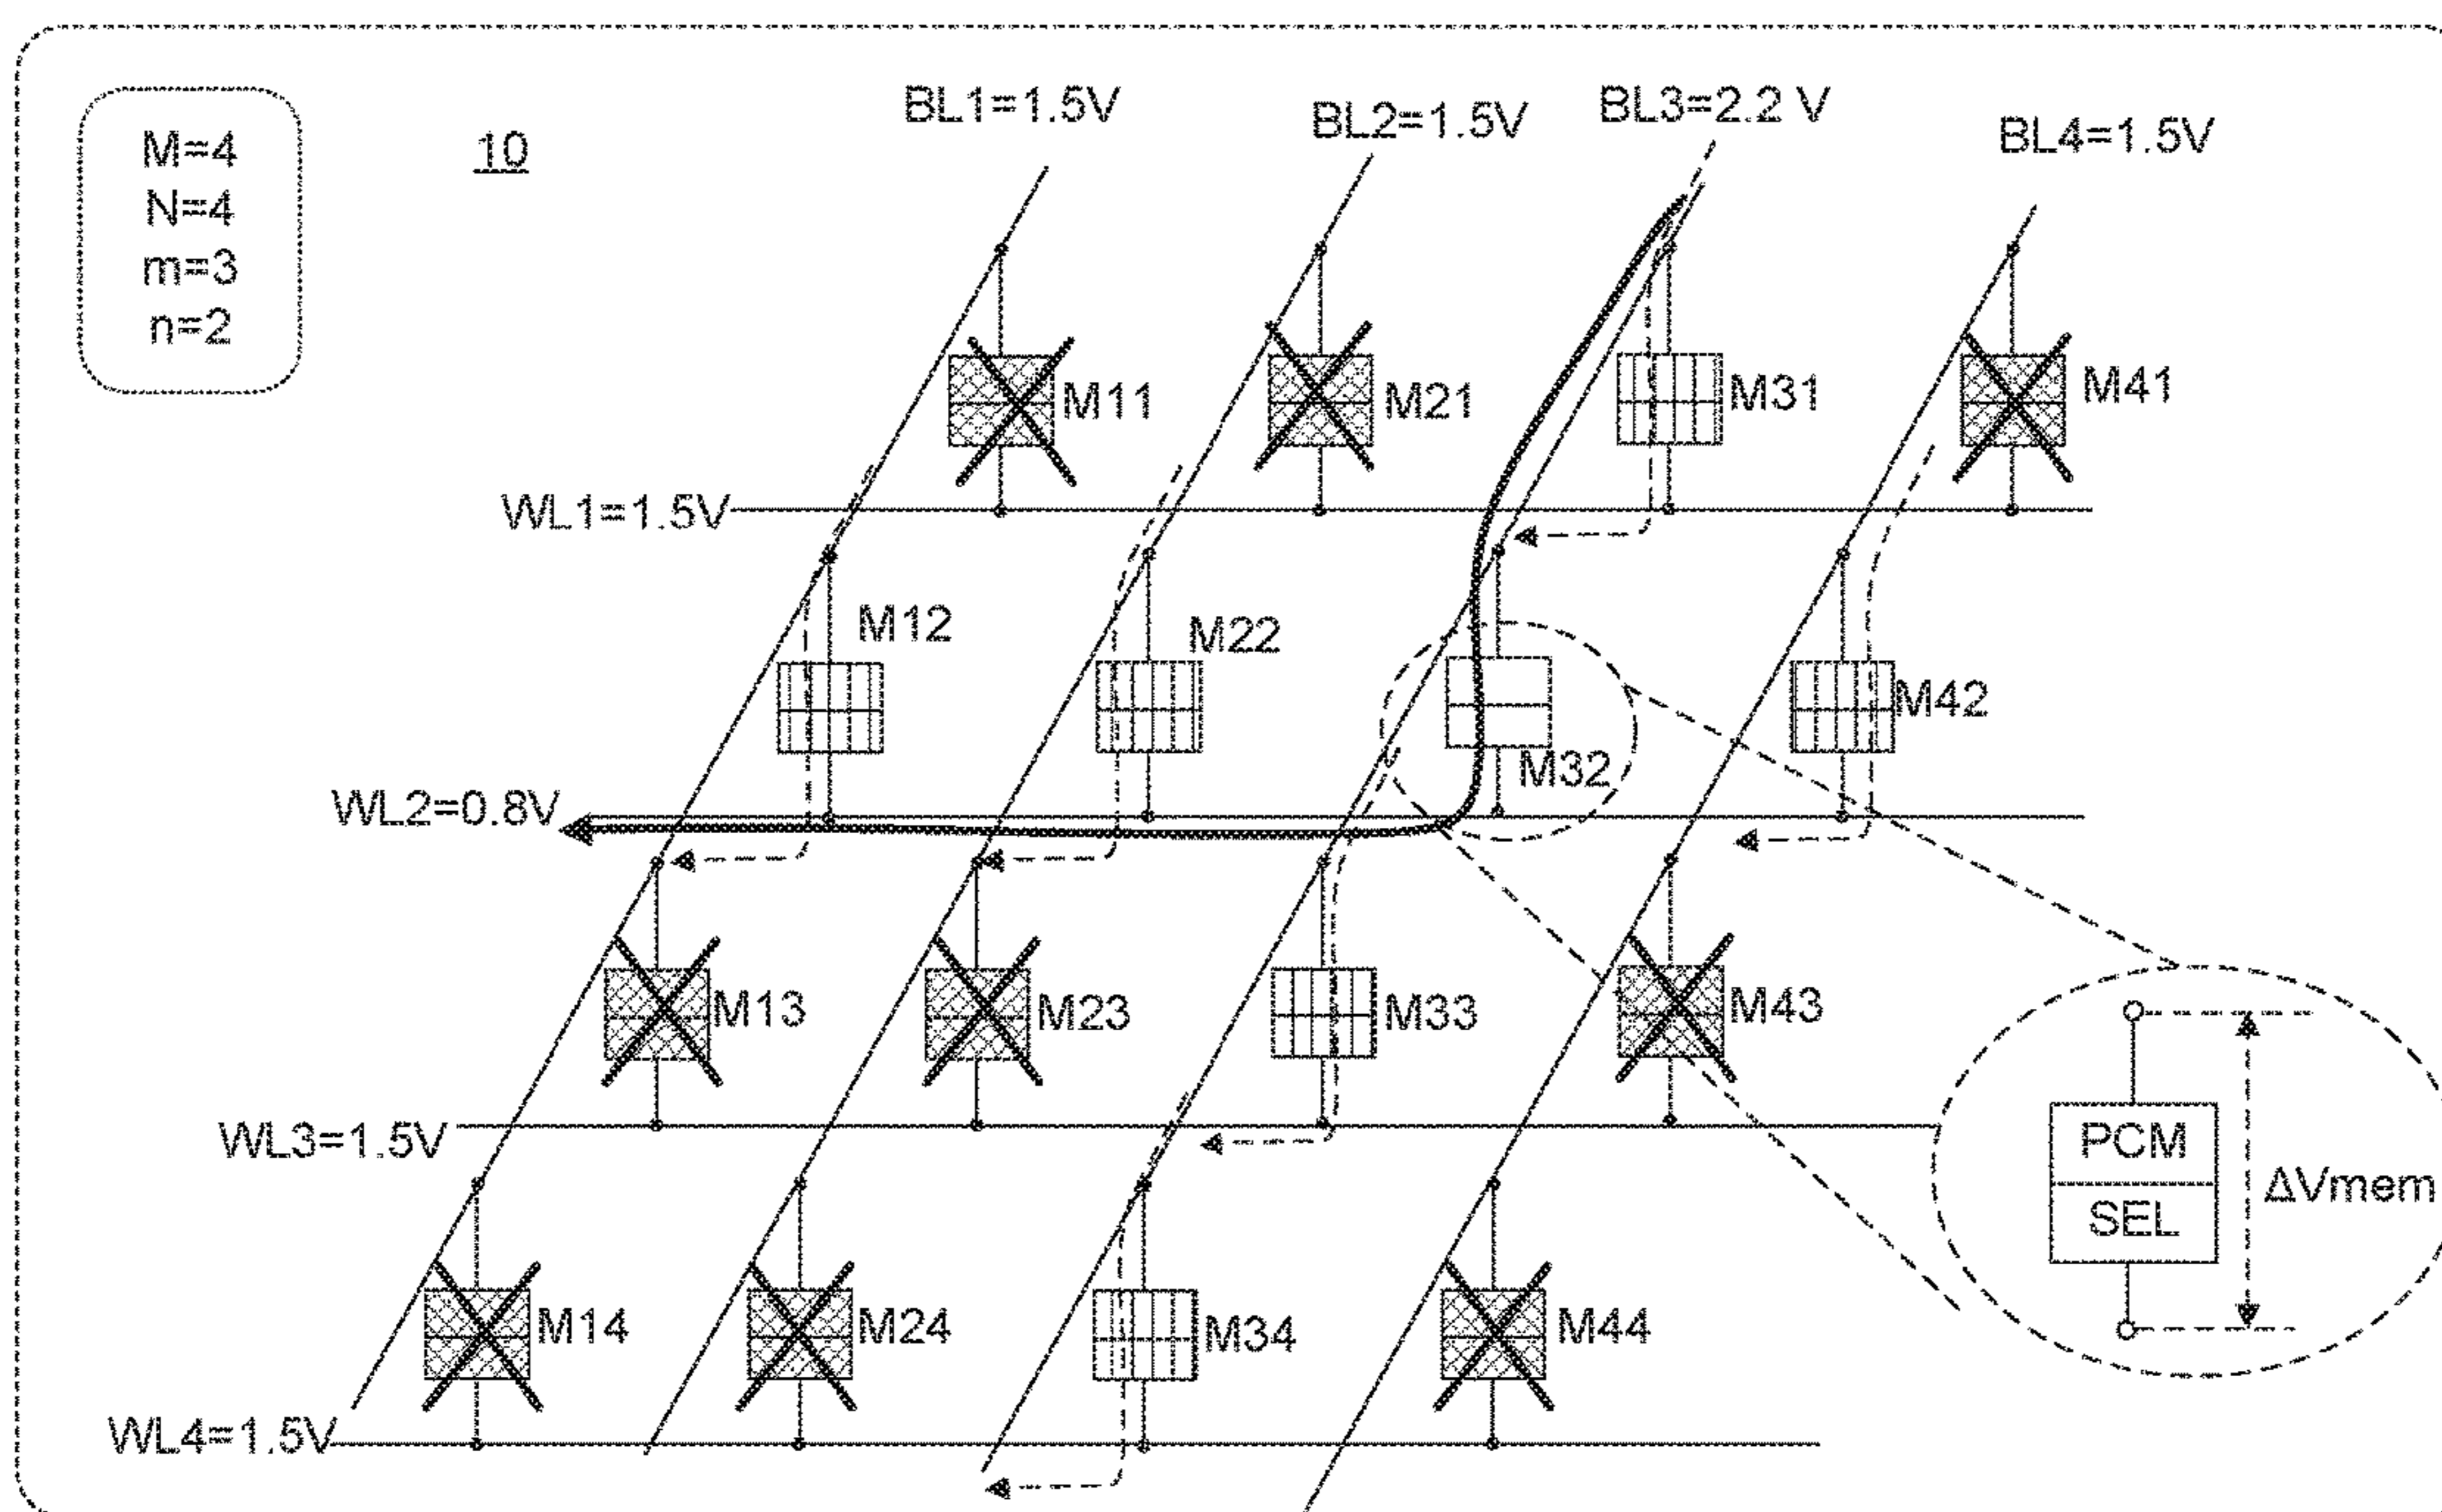 M=4
N=4
m=3
n=2
10
BL1=1.5V
BL2=1.5V
BL3=2.2 V
BL4=1.5V
M11
M21
M31
M41
WL1=1.5V
M12
M22
M32
M42
WL2=0.8V
M13
M23
M33
M43
WL3=1.5V
PCM
SEL
ΔVmem
M14
M24
M34
M44
WL4=1.5V